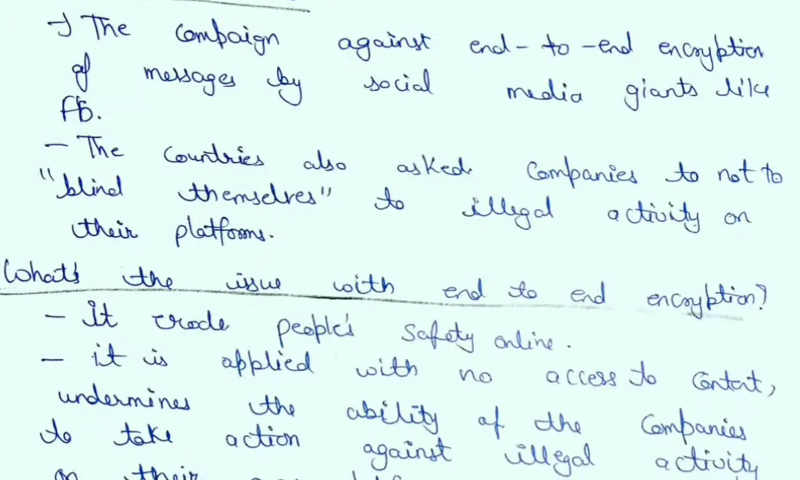 → The campaign against end-to-end encryption
of messages by social media giants like
FB.
- The Countries also asked Companies to not to
"blind themselves" to illegal activity on
their platforms.
What's the issue with end to end encryption?
- It erode people's safety online.
- it is applied with no access to Content,
undermines the ability of the Companies
to take action against illegal activity
on their